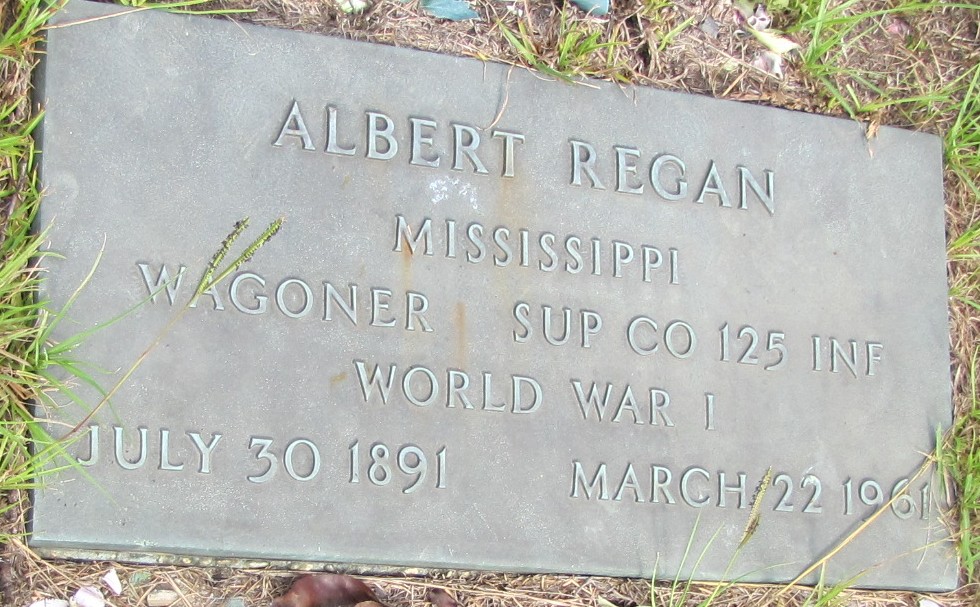 ALBERT REGAN
MISSISSIPPI
WAGONER SUP CO 125 INF
WORLD WAR I
JULY 30 1891 MARCH 22 1961